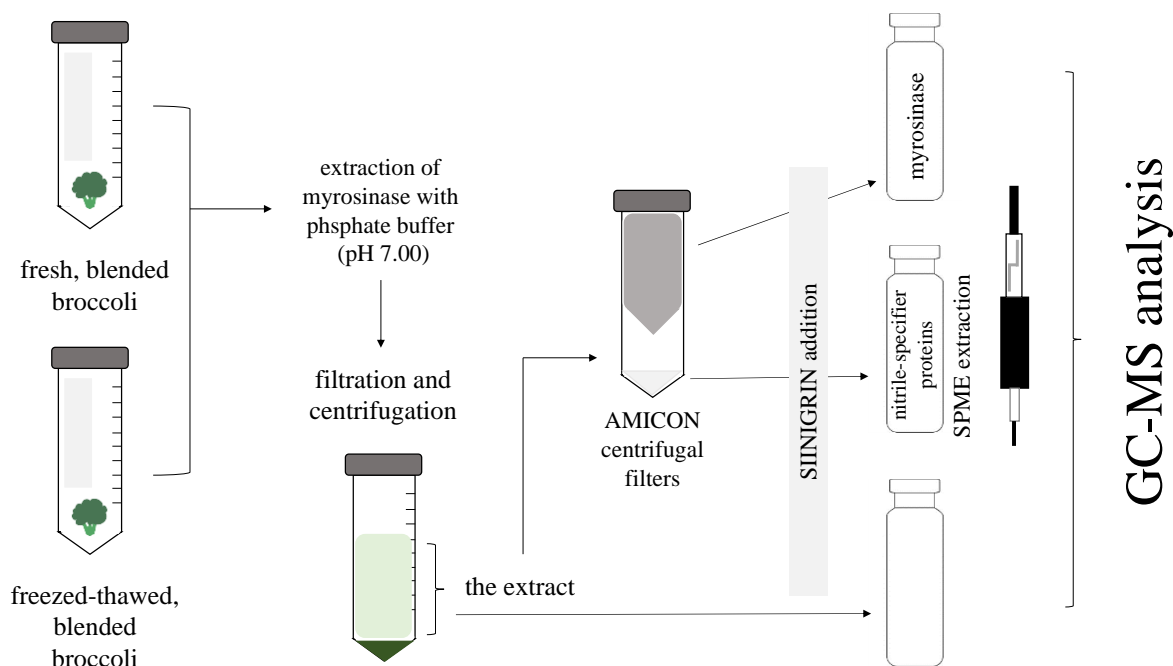 fresh, blended
broccoli
freezed-thawed,
blended
broccoli
extraction of
myrosinase with
phsphate buffer
(pH 7.00)
filtration and
centrifugation
the extract
AMICON
centrifugal
filters
SIINIGRIN addition
myrosinase
nitrile-specifier
proteins
SPME extraction
GC-MS analysis